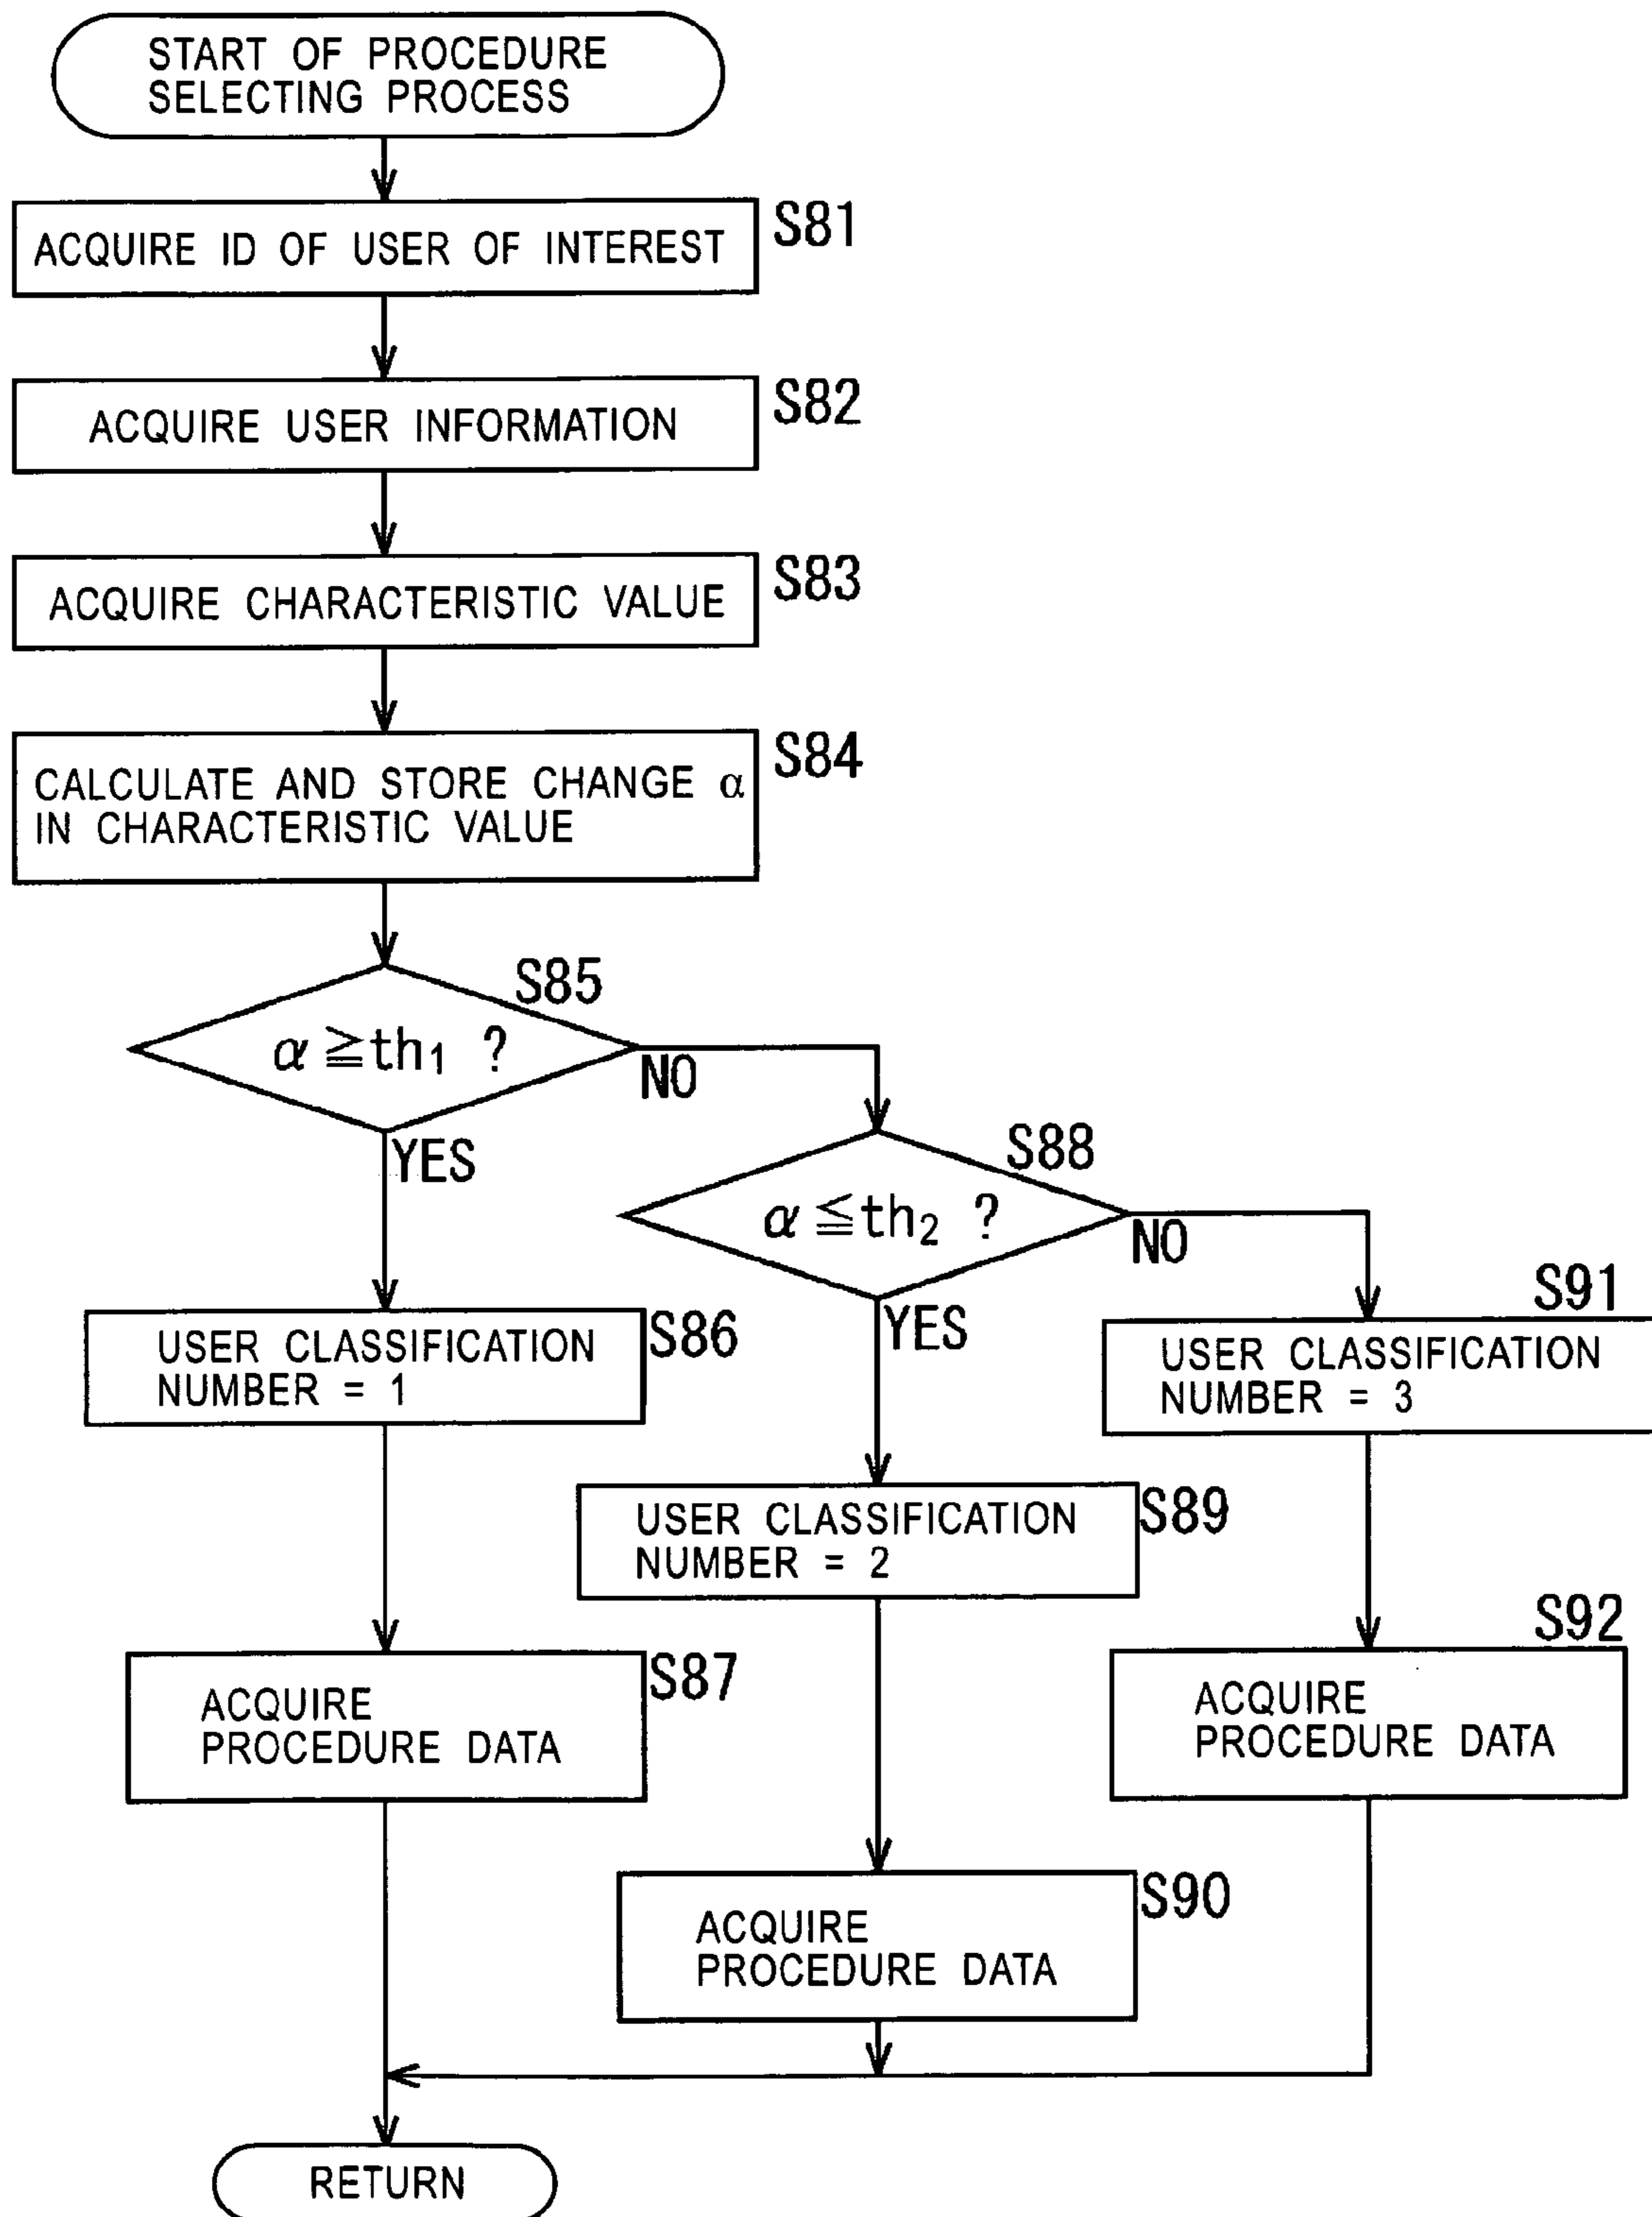 START OF PROCEDURE
SELECTING PROCESS
S81
ACQUIRE ID OF USER OF INTEREST
S82
ACQUIRE USER INFORMATION
S83
ACQUIRE CHARACTERISTIC VALUE
S84
CALCULATE AND STORE CHANGE α
IN CHARACTERISTIC VALUE
S85
α ≧ th₁ ?
NO
YES
S88
α ≦ th₂ ?
NO
YES
S86
USER CLASSIFICATION
NUMBER = 1
S91
USER CLASSIFICATION
NUMBER = 3
S89
USER CLASSIFICATION
NUMBER = 2
S87
ACQUIRE
PROCEDURE DATA
S92
ACQUIRE
PROCEDURE DATA
S90
ACQUIRE
PROCEDURE DATA
RETURN